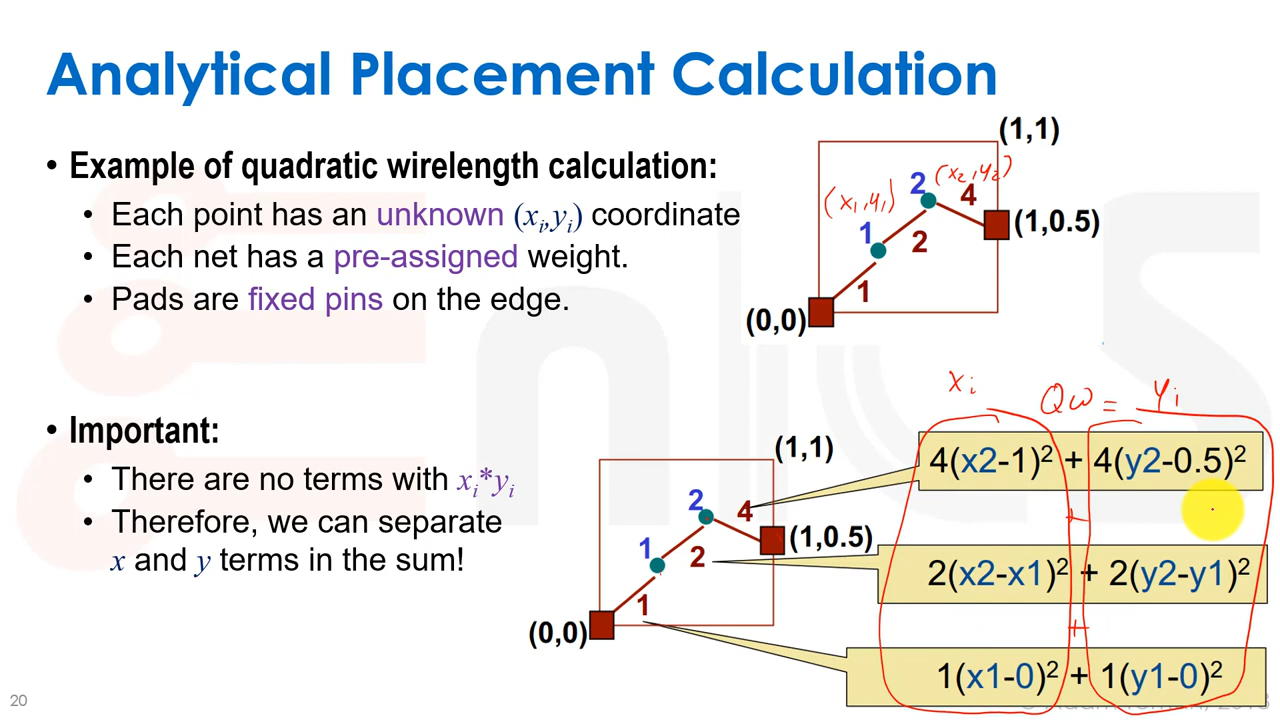 Analytical Placement Calculation
• Example of quadratic wirelength calculation:
• Each point has an unknown (xi,yi) coordinate
• Each net has a pre-assigned weight.
• Pads are fixed pins on the edge.
(1,1)
(x1,y1)
2 (x2,y2)
4
(1,0.5)
1
2
1
(0,0)
• Important:
• There are no terms with xi*yi
• Therefore, we can separate
x and y terms in the sum!
(1,1)
2
4
(1,0.5)
1
2
1
(0,0)
xi
Qw = yi
4(x2-1)² + 4(y2-0.5)²
+
2(x2-x1)² + 2(y2-y1)²
+
1(x1-0)² + 1(y1-0)²
20